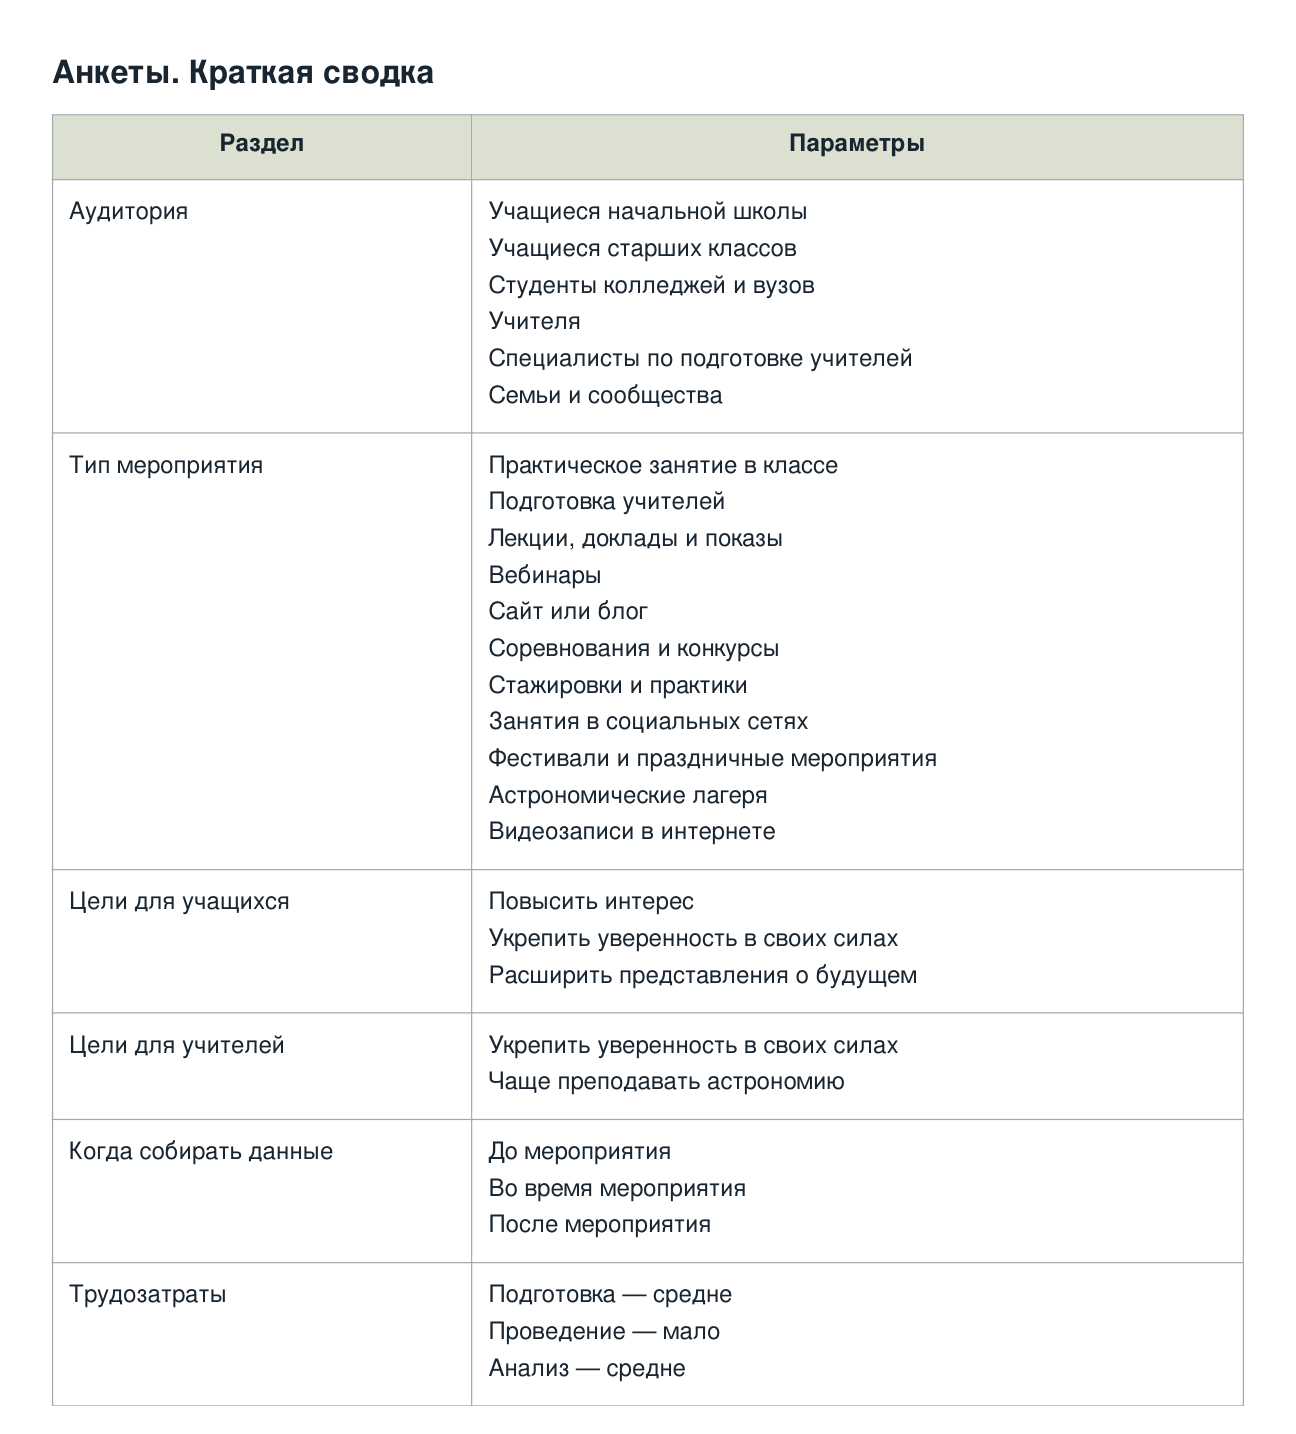 Анкеты. Краткая сводка
Раздел
Параметры
Аудитория
Учащиеся начальной школы
Учащиеся старших классов
Студенты колледжей и вузов
Учителя
Специалисты по подготовке учителей
Семьи и сообщества
Тип мероприятия
Практическое занятие в классе
Подготовка учителей
Лекции, доклады и показы
Вебинары
Сайт или блог
Соревнования и конкурсы
Стажировки и практики
Занятия в социальных сетях
Фестивали и праздничные мероприятия
Астрономические лагеря
Видеозаписи в интернете
Цели для учащихся
Повысить интерес
Укрепить уверенность в своих силах
Расширить представления о будущем
Цели для учителей
Укрепить уверенность в своих силах
Чаще преподавать астрономию
Когда собирать данные
До мероприятия
Во время мероприятия
После мероприятия
Трудозатраты
Подготовка — средне
Проведение — мало
Анализ — средне